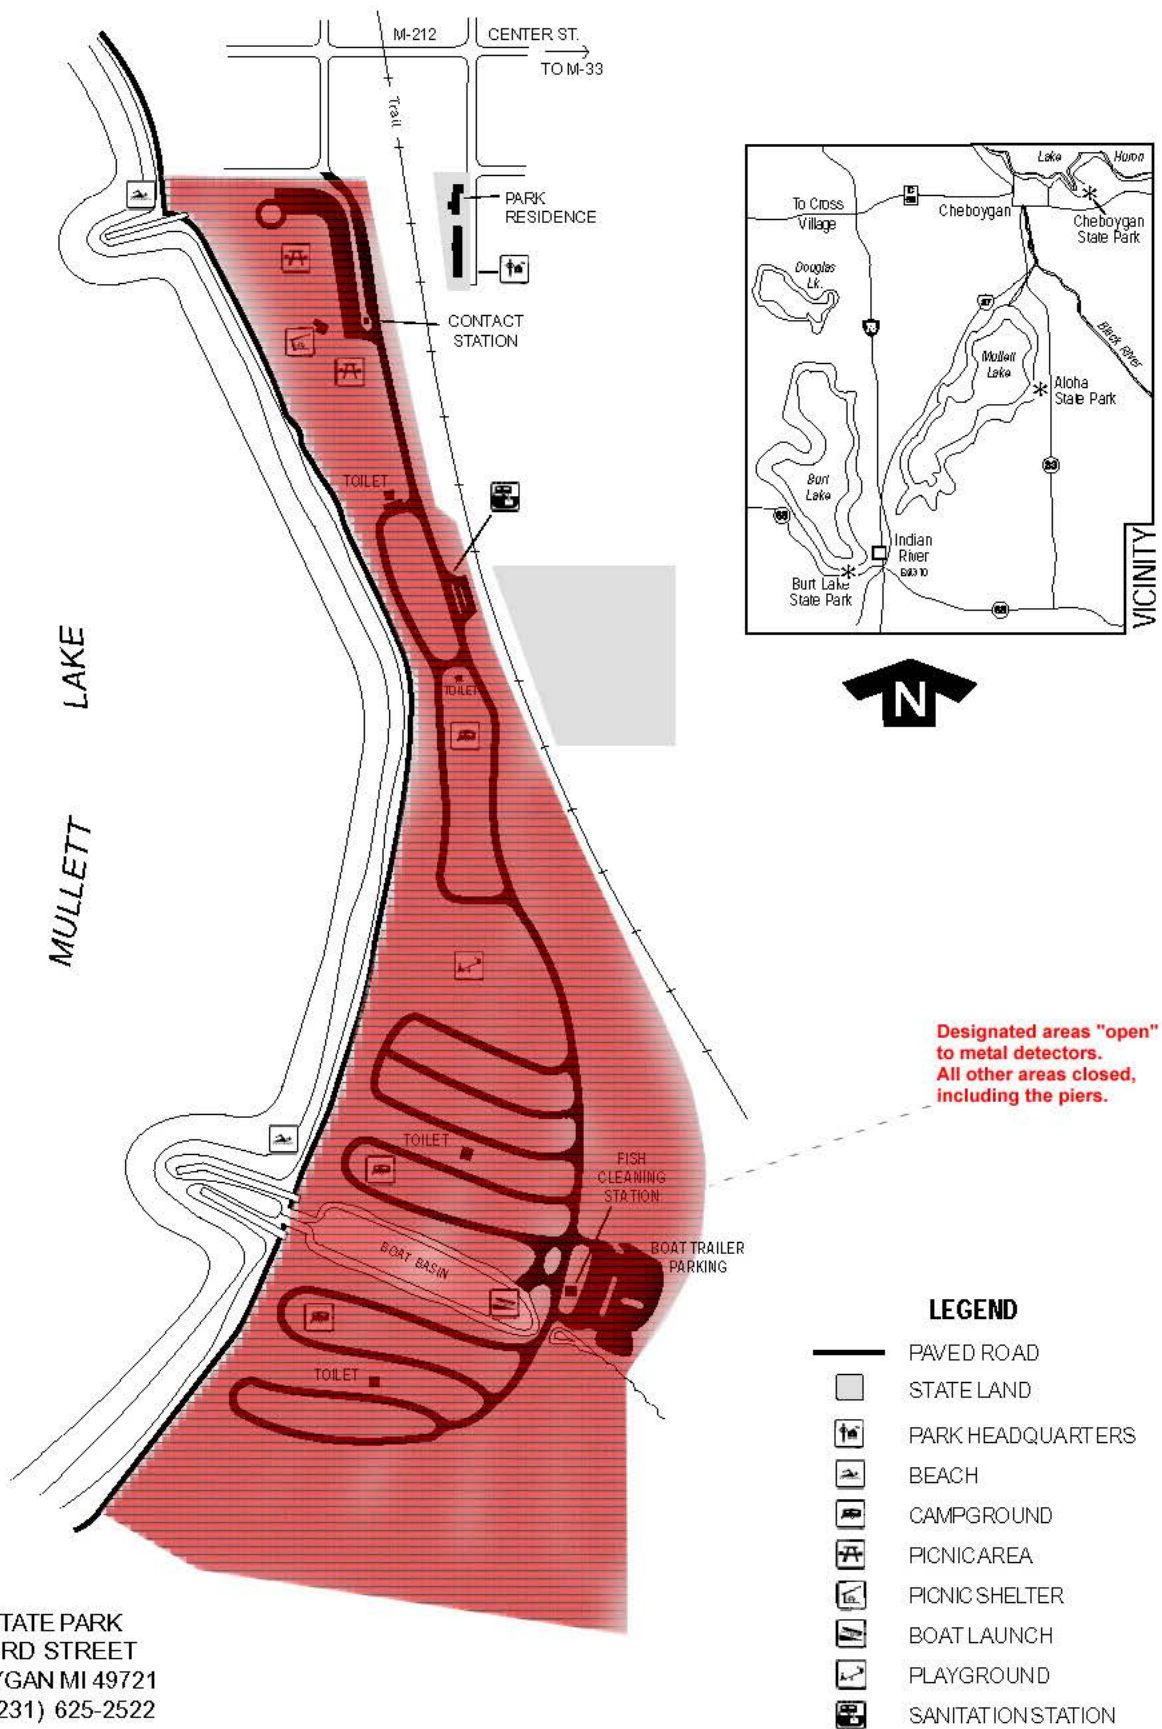 M-212
CENTER ST.
TO M-33
Trail
PARK
RESIDENCE
CONTACT
STATION
TOILET
TOILET
LAKE
MULLETT
TOILET
FISH
CLEANING
STATION
BOAT BASIN
BOAT TRAILER
PARKING
TOILET
Lake
Huron
To Cross
Village
Cheboygan
Cheboygan
State Park
Douglas
Lk.
Black River
Mullett
Lake
Aloha
State Park
Burt
Lake
33
68
Indian
River
Burt Lake
State Park
68
VICINITY
N
Designated areas "open"
to metal detectors.
All other areas closed,
including the piers.
LEGEND
PAVED ROAD
STATE LAND
PARK HEADQUARTERS
BEACH
CAMPGROUND
PICNIC AREA
PICNIC SHELTER
BOAT LAUNCH
PLAYGROUND
SANITATION STATION
TATE PARK
RD STREET
YGAN MI 49721
231) 625-2522